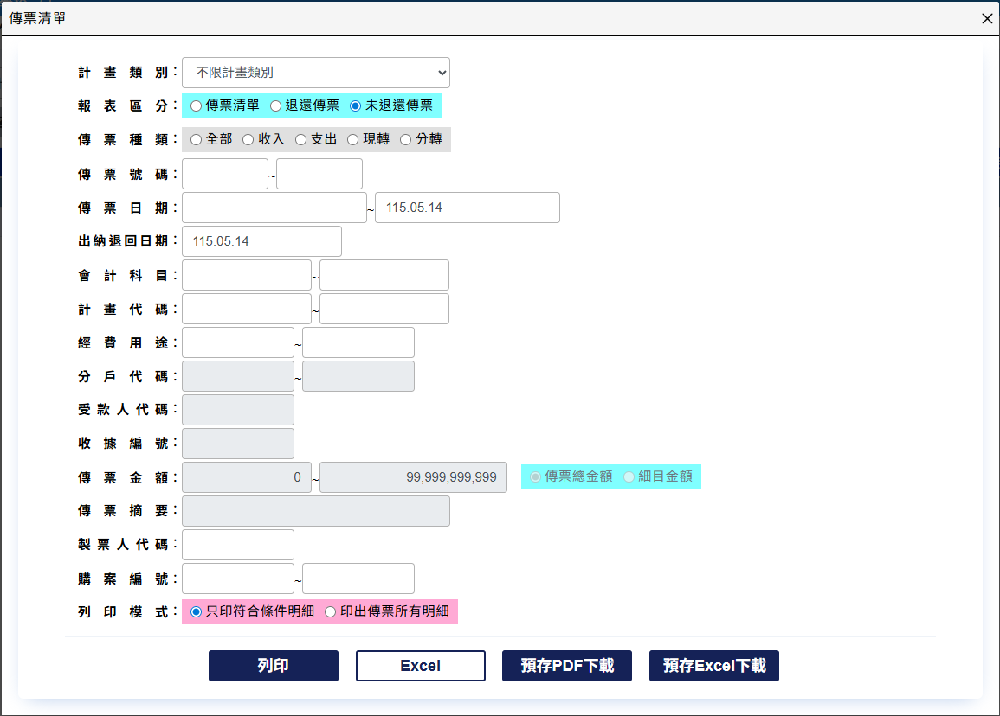 傳票清單
計畫類別： 不限計畫類別
報表區分： 傳票清單 退還傳票 未退還傳票
傳票種類： 全部 收入 支出 現轉 分轉
傳票號碼： ~
傳票日期： ~ 115.05.14
出納退回日期： 115.05.14
會計科目： ~
計畫代碼： ~
經費用途： ~
分戶代碼： ~
受款人代碼：
收據編號：
傳票金額： 0 ~ 99,999,999,999 傳票總金額 細目金額
傳票摘要：
製票人代碼：
購案編號： ~
列印模式： 只印符合條件明細 印出傳票所有明細
列印 Excel 預存PDF下載 預存Excel下載